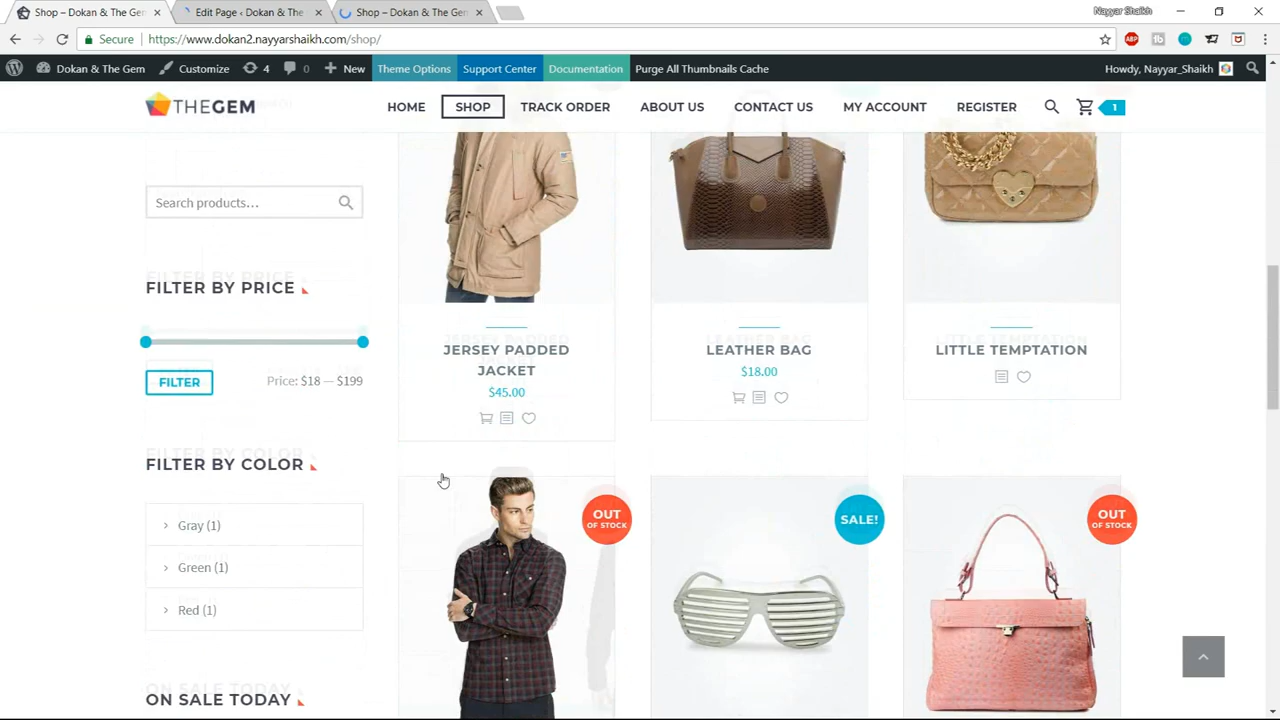 Shop – Dokan & The Ge
Edit Page ‹ Dokan & The
Shop – Dokan & The Gen
Nayyar Shaikh
Secure
https://www.dokan2.nayyarshaikh.com/shop/
ABP
Dokan & The Gem
Customize
4
0
New
Theme Options
Support Center
Documentation
Purge All Thumbnails Cache
Howdy, Nayyar_Shaikh
THEGEM
HOME
SHOP
TRACK ORDER
ABOUT US
CONTACT US
MY ACCOUNT
REGISTER
1
Search products…
FILTER BY PRICE
FILTER
Price: $18 — $199
FILTER BY COLOR
Gray (1)
Green (1)
Red (1)
ON SALE TODAY
JERSEY PADDED
JACKET
$45.00
LEATHER BAG
$18.00
LITTLE TEMPTATION
OUT
OF STOCK
SALE!
OUT
OF STOCK